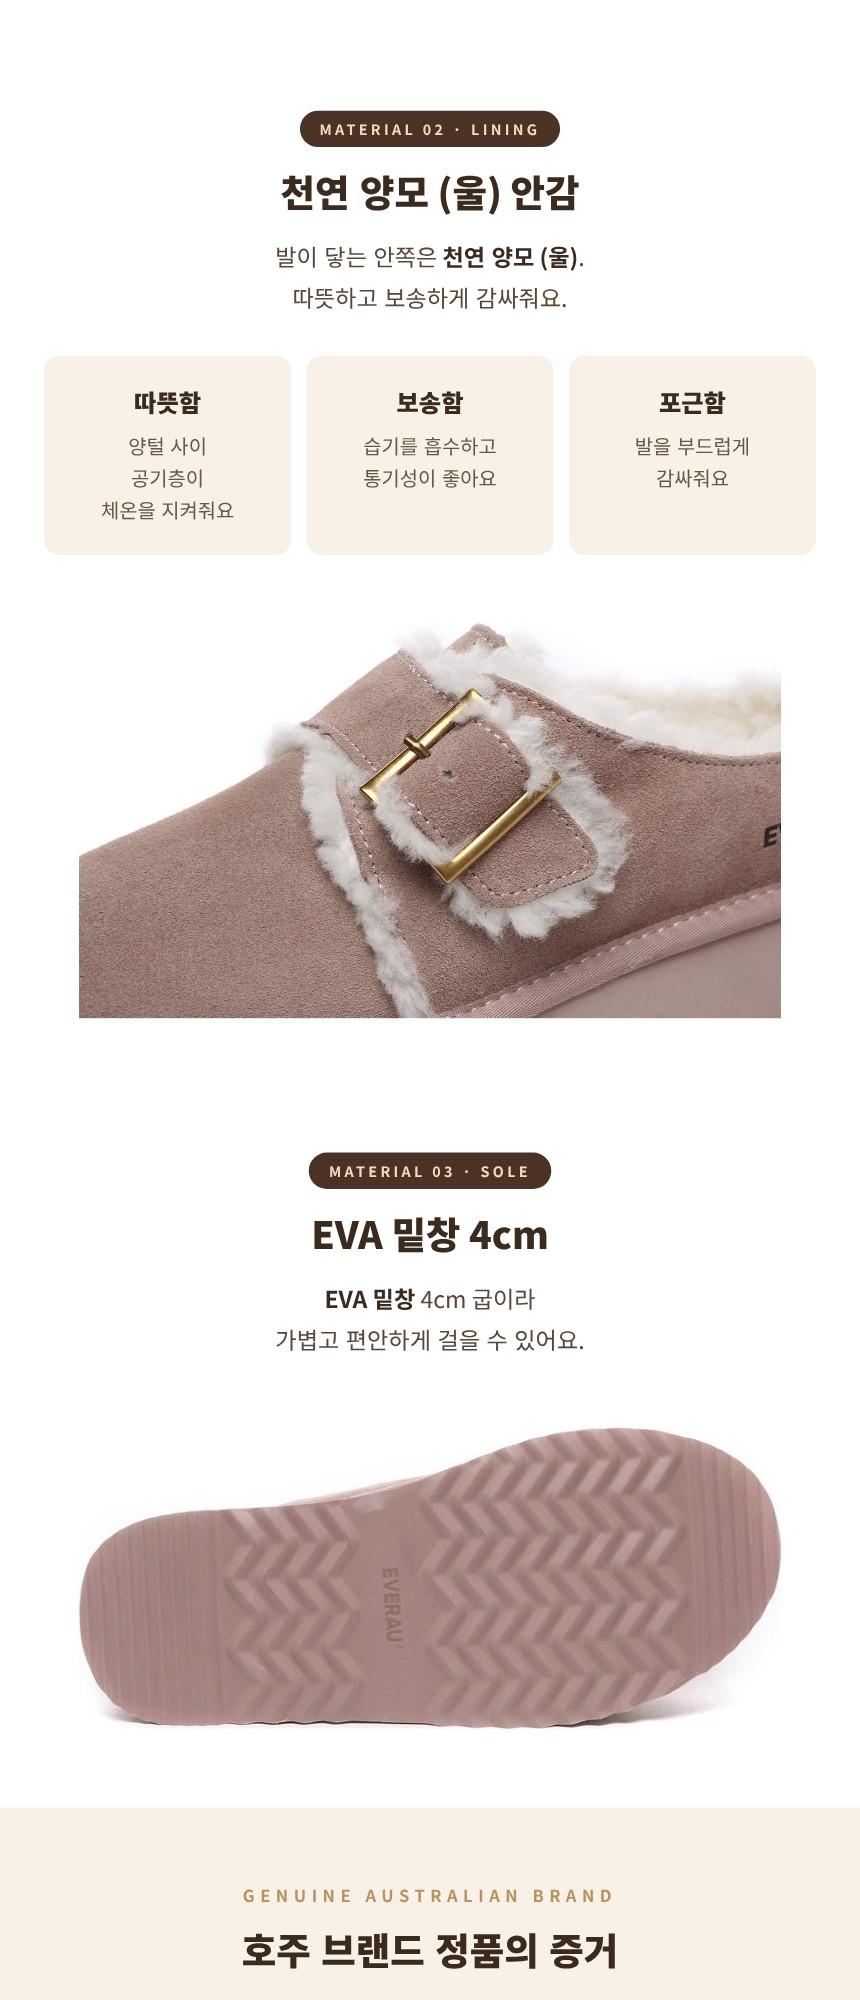 MATERIAL 02 · LINING
천연 양모 (울) 안감
발이 닿는 안쪽은 천연 양모 (울).
따뜻하고 보송하게 감싸줘요.
따뜻함
양털 사이
공기층이
체온을 지켜줘요
보송함
습기를 흡수하고
통기성이 좋아요
포근함
발을 부드럽게
감싸줘요
MATERIAL 03 · SOLE
EVA 밑창 4cm
EVA 밑창 4cm 굽이라
가볍고 편안하게 걸을 수 있어요.
EVERAU
GENUINE AUSTRALIAN BRAND
호주 브랜드 정품의 증거